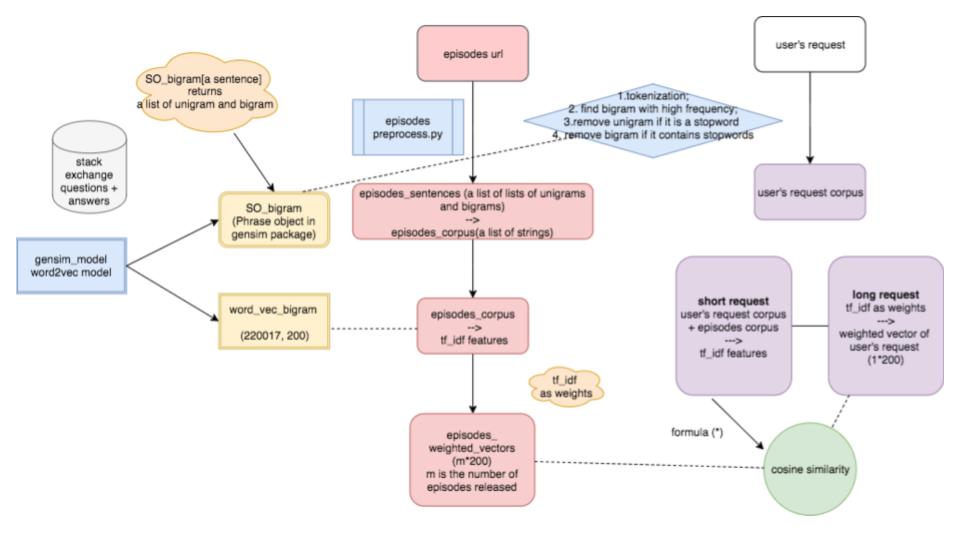 episodes url
user's request
SO_bigram[a sentence]
returns
a list of unigram and bigram
1.tokenization;
2. find bigram with high frequency;
3.remove unigram if it is a stopword
4, remove bigram if it contains stopwords
episodes
preprocess.py
stack
exchange
questions +
answers
user's request corpus
SO_bigram
(Phrase object in
gensim package)
episodes_sentences (a list of lists of unigrams
and bigrams)
-->
episodes_corpus(a list of strings)
gensim_model
word2vec model
word_vec_bigram
(220017, 200)
episodes_corpus
-->
tf_idf features
short request
user's request corpus
+ episodes corpus
--->
tf_idf features
long request
tf_idf as weights
--->
weighted vector of
user's request
(1*200)
tf_idf
as weights
formula (*)
episodes_
weighted_vectors
(m*200)
m is the number of
episodes released
cosine similarity